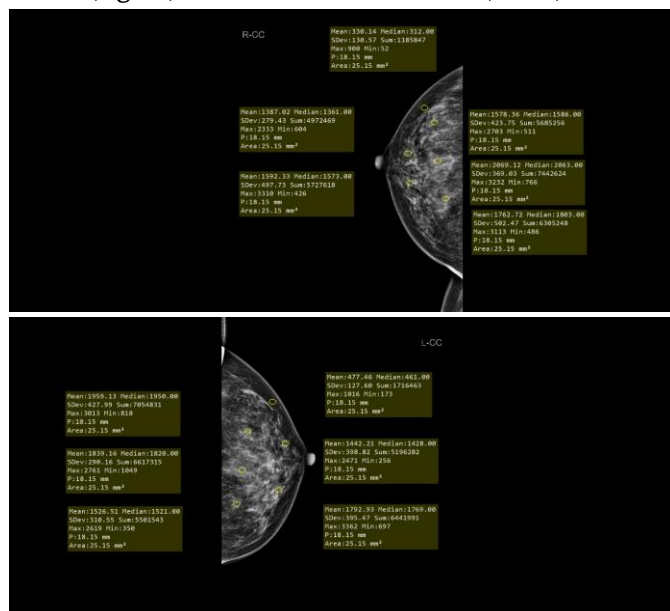 R-CC
Mean:330.14 Median:312.00
SDev:130.57 Sum:1185847
Max:900 Min:52
P:18.15 mm
Area:25.15 mm²
Mean:1387.02 Median:1361.00
SDev:279.43 Sum:4972469
Max:2333 Min:604
P:18.15 mm
Area:25.15 mm²
Mean:1592.33 Median:1573.00
SDev:497.73 Sum:5727618
Max:3310 Min:426
P:18.15 mm
Area:25.15 mm²
Mean:1578.36 Median:1586.00
SDev:423.75 Sum:5685256
Max:2703 Min:511
P:18.15 mm
Area:25.15 mm²
Mean:2069.12 Median:2063.00
SDev:369.03 Sum:7442624
Max:3232 Min:766
P:18.15 mm
Area:25.15 mm²
Mean:1762.72 Median:1803.00
SDev:502.47 Sum:6305248
Max:3113 Min:486
P:18.15 mm
Area:25.15 mm²
L-CC
Mean:1959.13 Median:1950.00
SDev:427.99 Sum:7054831
Max:3013 Min:818
P:18.15 mm
Area:25.15 mm²
Mean:1839.16 Median:1820.00
SDev:290.16 Sum:6617315
Max:2761 Min:1049
P:18.15 mm
Area:25.15 mm²
Mean:1526.51 Median:1521.00
SDev:310.55 Sum:5501543
Max:2619 Min:350
P:18.15 mm
Area:25.15 mm²
Mean:477.46 Median:461.00
SDev:127.60 Sum:1716463
Max:1016 Min:173
P:18.15 mm
Area:25.15 mm²
Mean:1442.21 Median:1428.00
SDev:398.82 Sum:5196282
Max:2471 Min:256
P:18.15 mm
Area:25.15 mm²
Mean:1792.93 Median:1769.00
SDev:395.47 Sum:6441991
Max:3362 Min:697
P:18.15 mm
Area:25.15 mm²